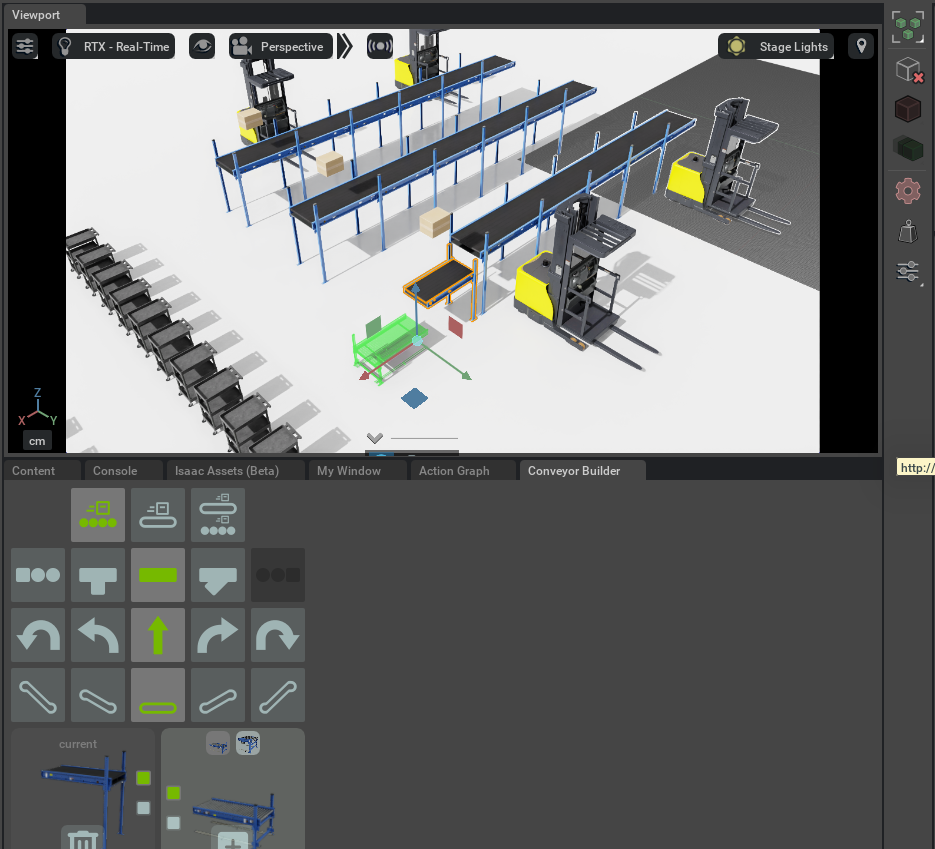 Viewport
RTX - Real-Time
Perspective
Stage Lights
Z
X
Y
cm
http://
Content
Console
Isaac Assets (Beta)
My Window
Action Graph
Conveyor Builder
current